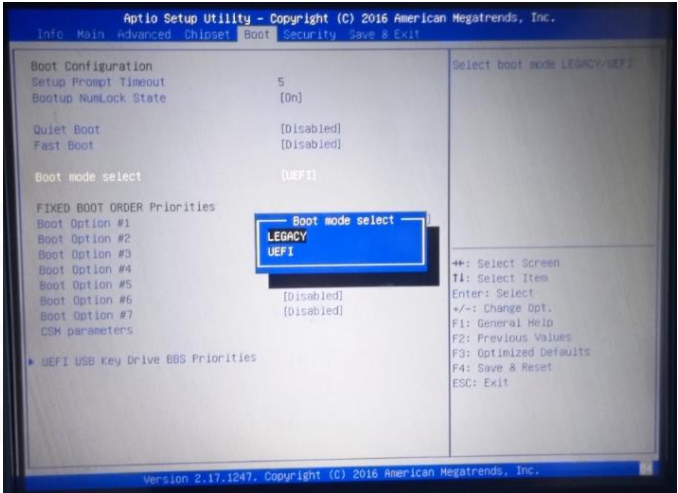 Aptio Setup Utility – Copyright (C) 2016 American Megatrends, Inc.
Info Main Advanced Chipset Boot Security Save & Exit
Boot Configuration
Setup Prompt Timeout 5
Bootup NumLock State [On]
Quiet Boot [Disabled]
Fast Boot [Disabled]
Boot mode select [UEFI]
FIXED BOOT ORDER Priorities
Boot Option #1
Boot Option #2
Boot Option #3
Boot Option #4
Boot Option #5
Boot Option #6 [Disabled]
Boot Option #7 [Disabled]
CSM parameters
UEFI USB Key Drive BBS Priorities
Boot mode select
LEGACY
UEFI
Select boot mode LEGACY/UEFI
→←: Select Screen
↑↓: Select Item
Enter: Select
+/-: Change Opt.
F1: General Help
F2: Previous Values
F3: Optimized Defaults
F4: Save & Reset
ESC: Exit
Version 2.17.1247. Copyright (C) 2016 American Megatrends, Inc.